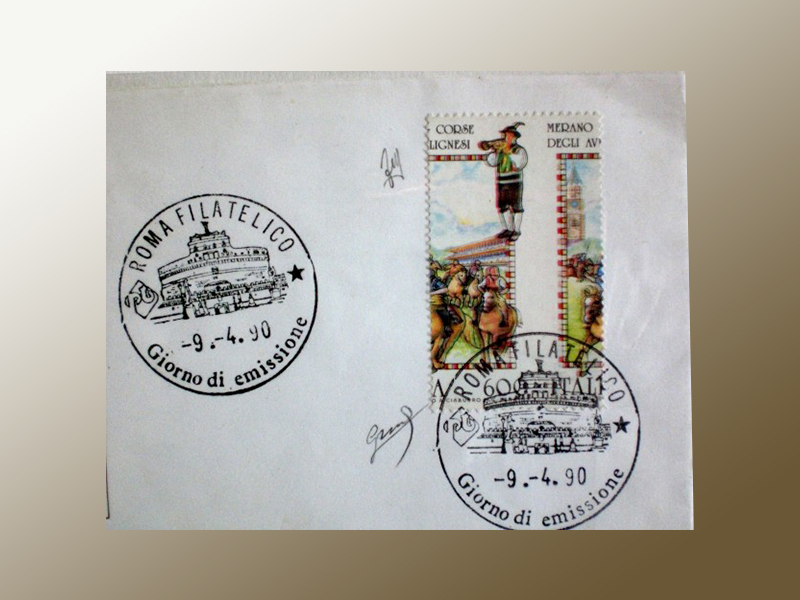 CORSE
LIGNESI
MERANO
DEGLI AV
ROMA FILATELICO
-9.-4.90
Giorno di emissione
600 ITALI
ROMA FILATELICO
-9.-4.90
Giorno di emissione